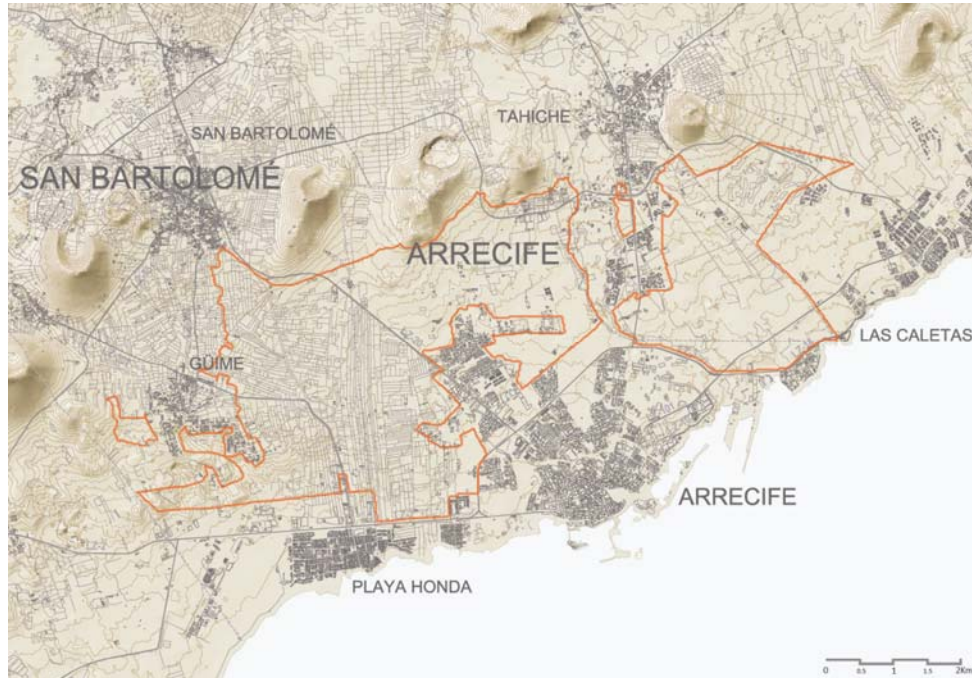 TAHICHE
SAN BARTOLOMÉ
SAN BARTOLOMÉ
ARRECIFE
LAS CALETAS
GÜIME
ARRECIFE
PLAYA HONDA
0 0.5 1 1.5 2Km